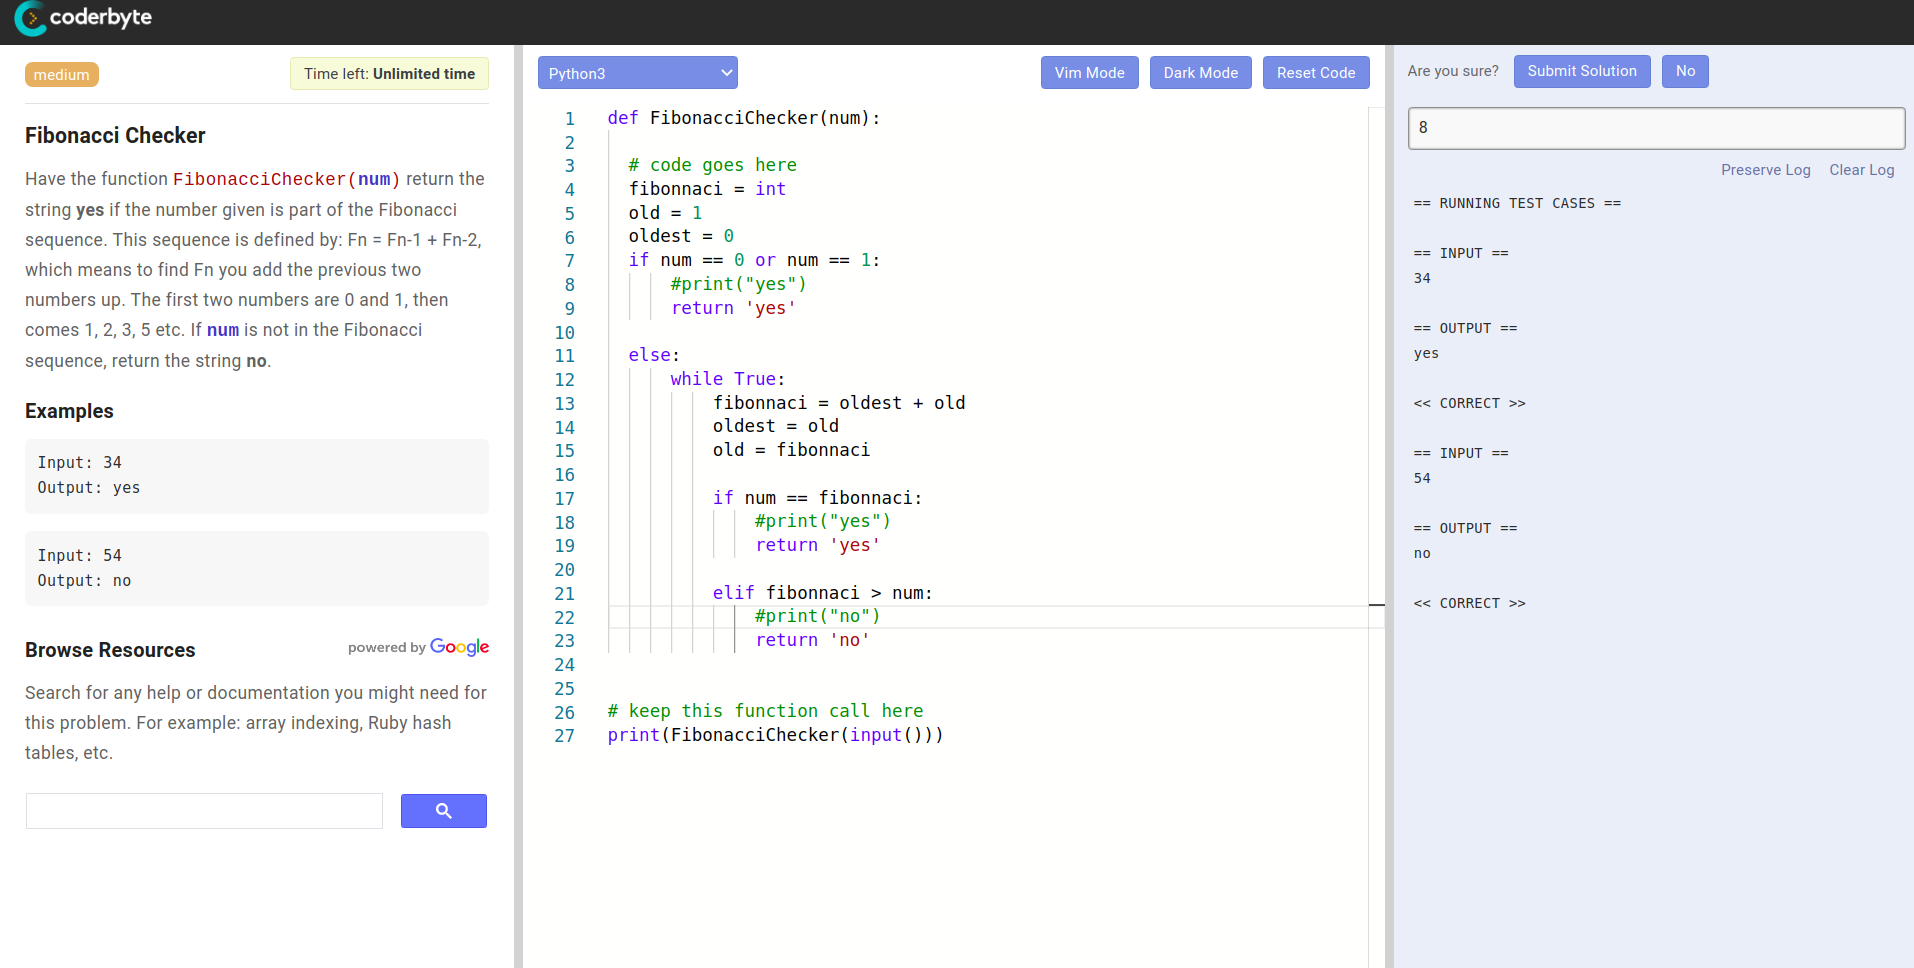 coderbyte
medium
Time left: Unlimited time
Fibonacci Checker
Have the function FibonacciChecker(num) return the
string yes if the number given is part of the Fibonacci
sequence. This sequence is defined by: Fn = Fn-1 + Fn-2,
which means to find Fn you add the previous two
numbers up. The first two numbers are 0 and 1, then
comes 1, 2, 3, 5 etc. If num is not in the Fibonacci
sequence, return the string no.
Examples
Input: 34
Output: yes
Input: 54
Output: no
Browse Resources
powered by Google
Search for any help or documentation you might need for
this problem. For example: array indexing, Ruby hash
tables, etc.
Python3
Vim Mode
Dark Mode
Reset Code
1 def FibonacciChecker(num):
2
3 # code goes here
4 fibonnaci = int
5 old = 1
6 oldest = 0
7 if num == 0 or num == 1:
8 #print("yes")
9 return 'yes'
10
11 else:
12 while True:
13 fibonnaci = oldest + old
14 oldest = old
15 old = fibonnaci
16
17 if num == fibonnaci:
18 #print("yes")
19 return 'yes'
20
21 elif fibonnaci > num:
22 #print("no")
23 return 'no'
24
25
26 # keep this function call here
27 print(FibonacciChecker(input()))
Are you sure?
Submit Solution
No
8
Preserve Log
Clear Log
== RUNNING TEST CASES ==
== INPUT ==
34
== OUTPUT ==
yes
<< CORRECT >>
== INPUT ==
54
== OUTPUT ==
no
<< CORRECT >>